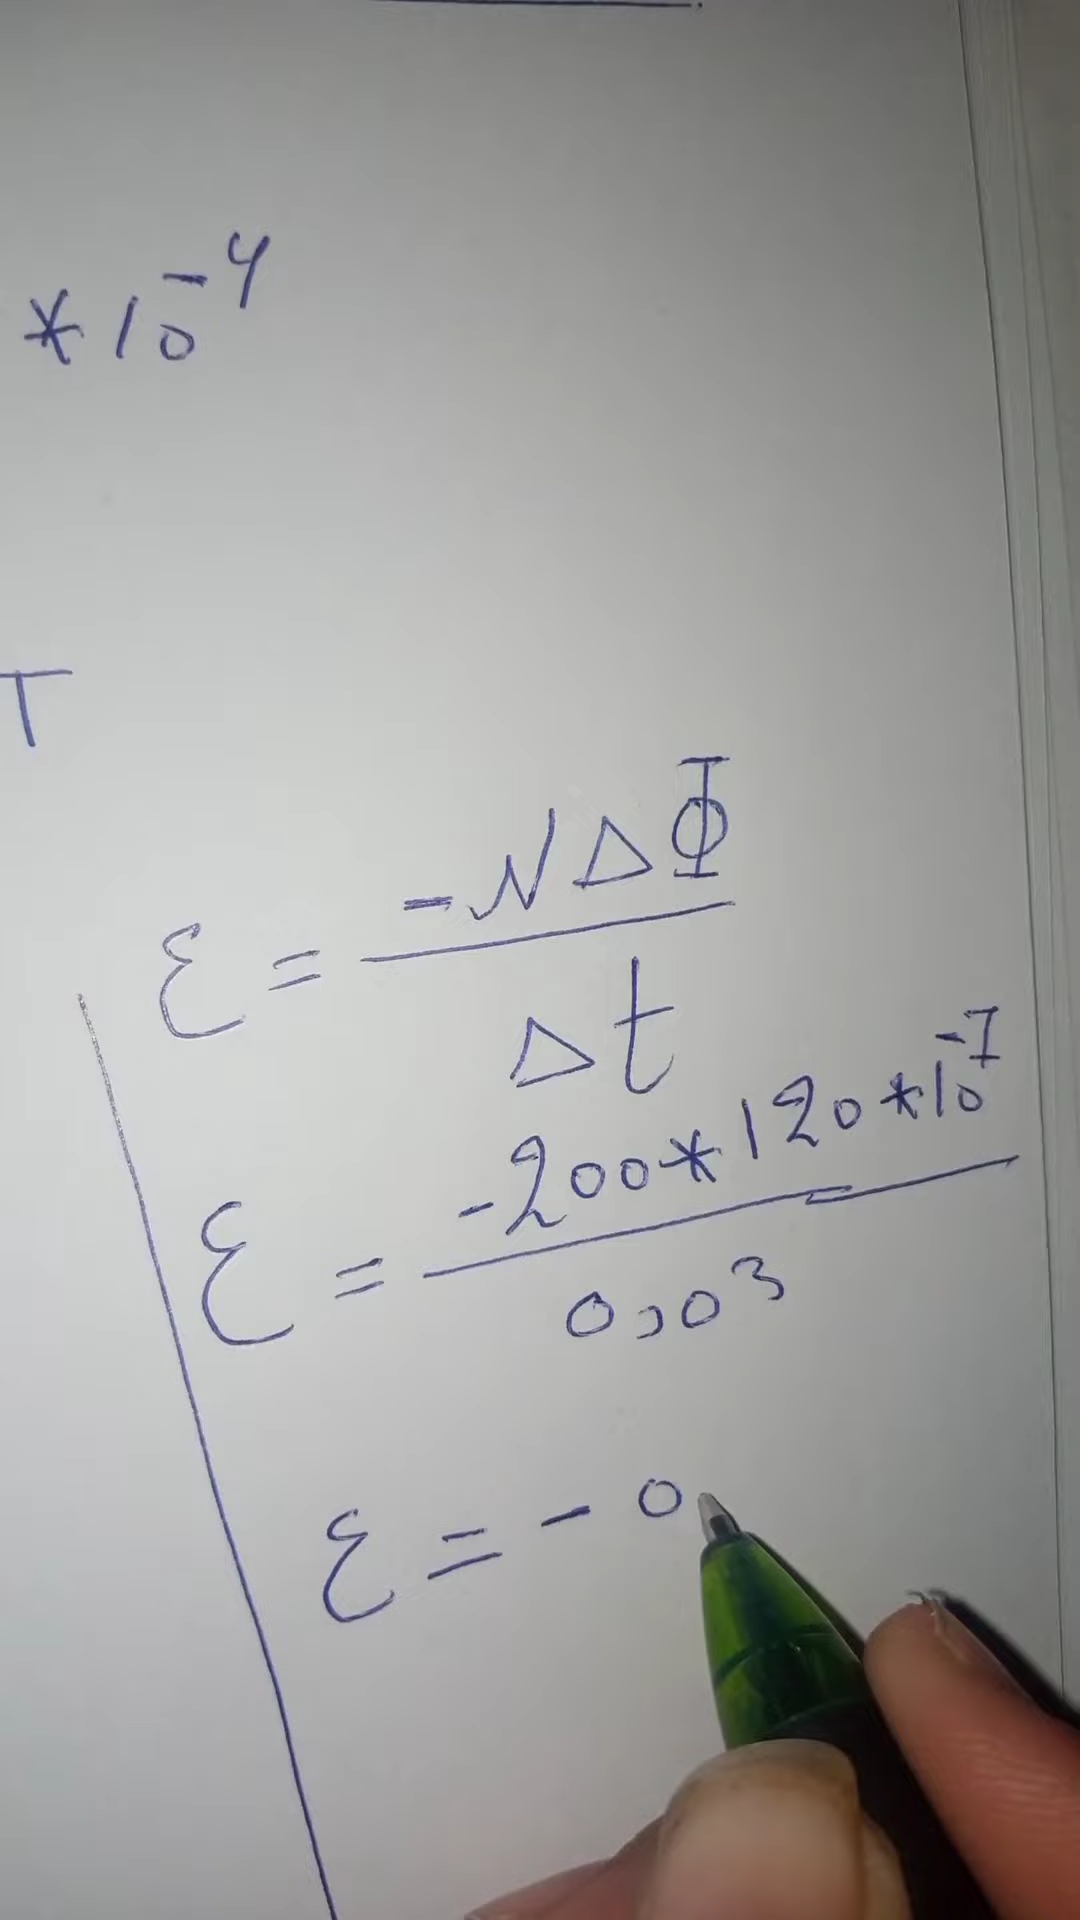 *10⁻⁴
T
ε = -NΔΦ / Δt
ε = -200*120*10⁻⁷ / 0,03
ε = - 0